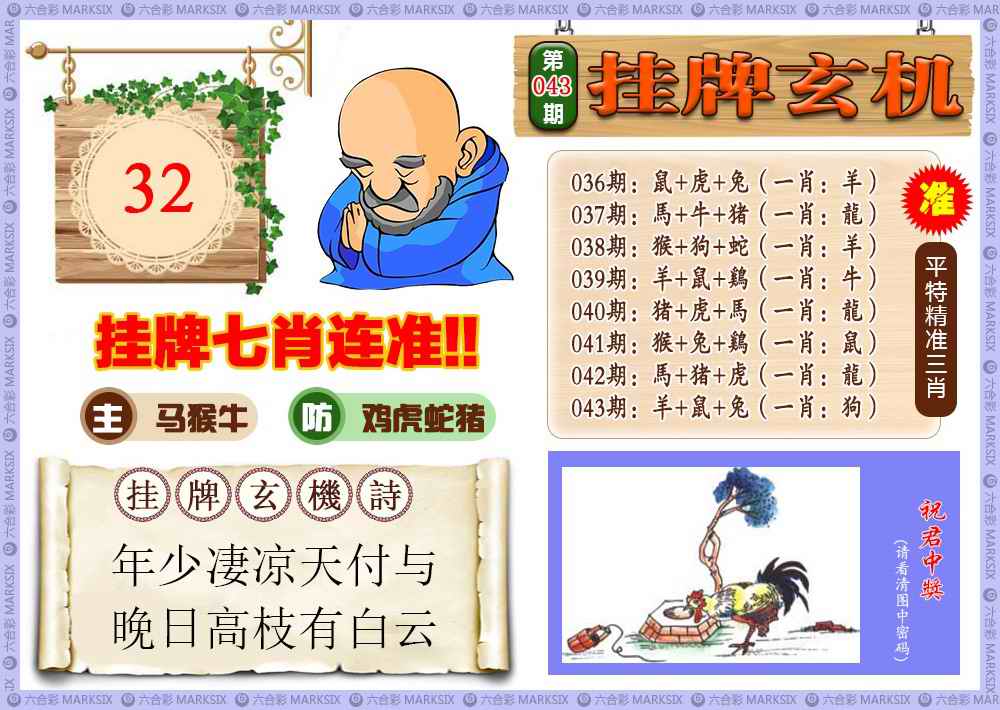 六合彩 MARKSIX
第043期
挂牌玄机
32
036期：鼠+虎+兔（一肖：羊）
037期：馬+牛+猪（一肖：龍）
038期：猴+狗+蛇（一肖：羊）
039期：羊+鼠+鷄（一肖：牛）
040期：猪+虎+馬（一肖：龍）
041期：猴+兔+鷄（一肖：鼠）
042期：馬+猪+虎（一肖：龍）
043期：羊+鼠+兔（一肖：狗）
准
平特精准三肖
挂牌七肖连准!!
主 马猴牛 防 鸡虎蛇猪
挂牌玄機詩
年少凄凉天付与
晚日高枝有白云
祝君中獎
（请看清图中密码）